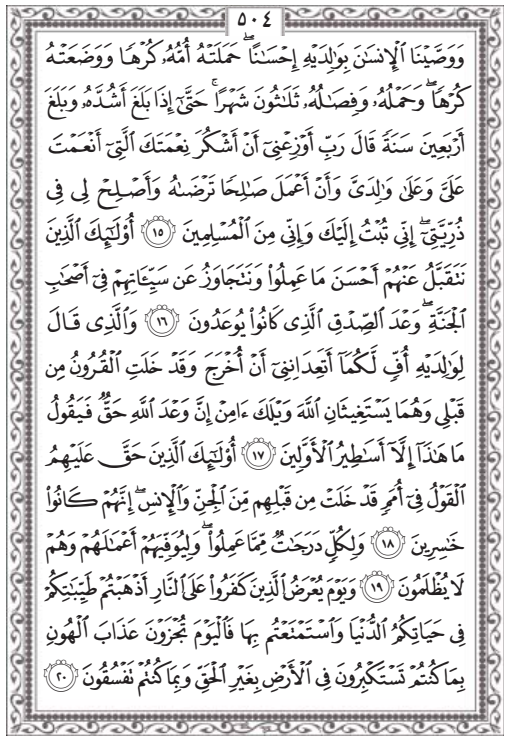 ٥٠٤
وَوَصَّيْنَا ٱلْإِنسَٰنَ بِوَٰلِدَيْهِ إِحْسَٰنًا ۖ حَمَلَتْهُ أُمُّهُۥ كُرْهًا وَوَضَعَتْهُ
كُرْهًا ۖ وَحَمْلُهُۥ وَفِصَٰلُهُۥ ثَلَٰثُونَ شَهْرًا ۚ حَتَّىٰٓ إِذَا بَلَغَ أَشُدَّهُۥ وَبَلَغَ
أَرْبَعِينَ سَنَةً قَالَ رَبِّ أَوْزِعْنِىٓ أَنْ أَشْكُرَ نِعْمَتَكَ ٱلَّتِىٓ أَنْعَمْتَ
عَلَىَّ وَعَلَىٰ وَٰلِدَىَّ وَأَنْ أَعْمَلَ صَٰلِحًا تَرْضَىٰهُ وَأَصْلِحْ لِى فِى
ذُرِّيَّتِىٓ ۖ إِنِّى تُبْتُ إِلَيْكَ وَإِنِّى مِنَ ٱلْمُسْلِمِينَ ١٥ أُو۟لَٰٓئِكَ ٱلَّذِينَ
نَتَقَبَّلُ عَنْهُمْ أَحْسَنَ مَا عَمِلُوا۟ وَنَتَجَاوَزُ عَن سَيِّـَٔاتِهِمْ فِىٓ أَصْحَٰبِ
ٱلْجَنَّةِ ۖ وَعْدَ ٱلصِّدْقِ ٱلَّذِى كَانُوا۟ يُوعَدُونَ ١٦ وَٱلَّذِى قَالَ
لِوَٰلِدَيْهِ أُفٍّ لَّكُمَآ أَتَعِدَانِنِىٓ أَنْ أُخْرَجَ وَقَدْ خَلَتِ ٱلْقُرُونُ مِن
قَبْلِى وَهُمَا يَسْتَغِيثَانِ ٱللَّهَ وَيْلَكَ ءَامِنْ إِنَّ وَعْدَ ٱللَّهِ حَقٌّ فَيَقُولُ
مَا هَٰذَآ إِلَّآ أَسَٰطِيرُ ٱلْأَوَّلِينَ ١٧ أُو۟لَٰٓئِكَ ٱلَّذِينَ حَقَّ عَلَيْهِمُ
ٱلْقَوْلُ فِىٓ أُمَمٍ قَدْ خَلَتْ مِن قَبْلِهِم مِّنَ ٱلْجِنِّ وَٱلْإِنسِ ۖ إِنَّهُمْ كَانُوا۟
خَٰسِرِينَ ١٨ وَلِكُلٍّ دَرَجَٰتٌ مِّمَّا عَمِلُوا۟ ۖ وَلِيُوَفِّيَهُمْ أَعْمَٰلَهُمْ وَهُمْ
لَا يُظْلَمُونَ ١٩ وَيَوْمَ يُعْرَضُ ٱلَّذِينَ كَفَرُوا۟ عَلَى ٱلنَّارِ أَذْهَبْتُمْ طَيِّبَٰتِكُمْ
فِى حَيَاتِكُمُ ٱلدُّنْيَا وَٱسْتَمْتَعْتُم بِهَا فَٱلْيَوْمَ تُجْزَوْنَ عَذَابَ ٱلْهُونِ
بِمَا كُنتُمْ تَسْتَكْبِرُونَ فِى ٱلْأَرْضِ بِغَيْرِ ٱلْحَقِّ وَبِمَا كُنتُمْ تَفْسُقُونَ ٢٠